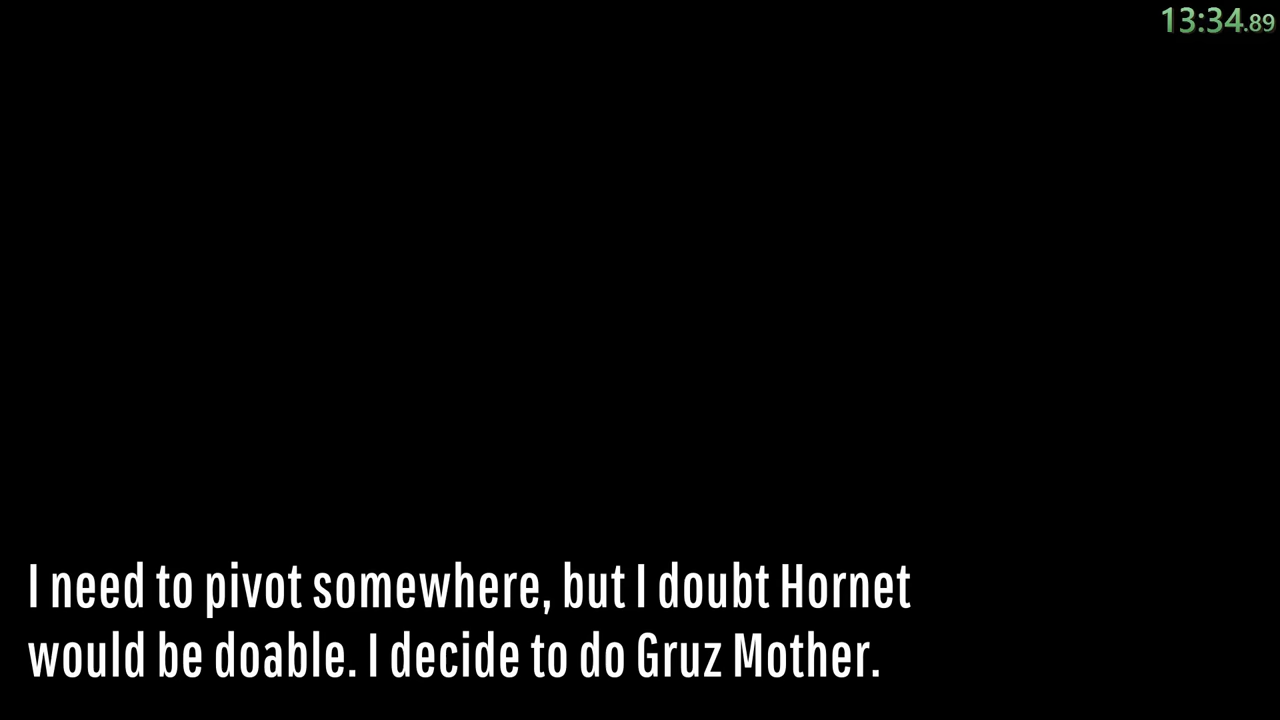 13:34.89
I need to pivot somewhere, but I doubt Hornet
would be doable. I decide to do Gruz Mother.